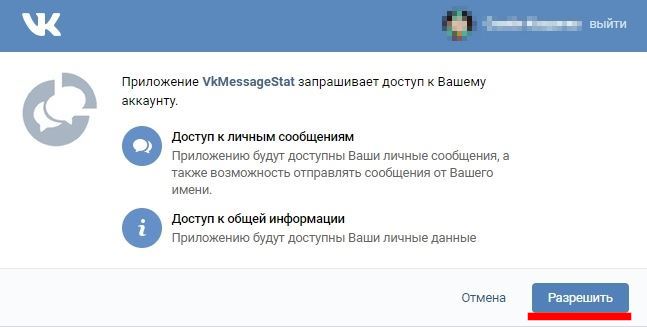 VK
выйти
Приложение VkMessageStat запрашивает доступ к Вашему
аккаунту.
Доступ к личным сообщениям
Приложению будут доступны Ваши личные сообщения, а
также возможность отправлять сообщения от Вашего
имени.
Доступ к общей информации
Приложению будут доступны Ваши личные данные
Отмена
Разрешить